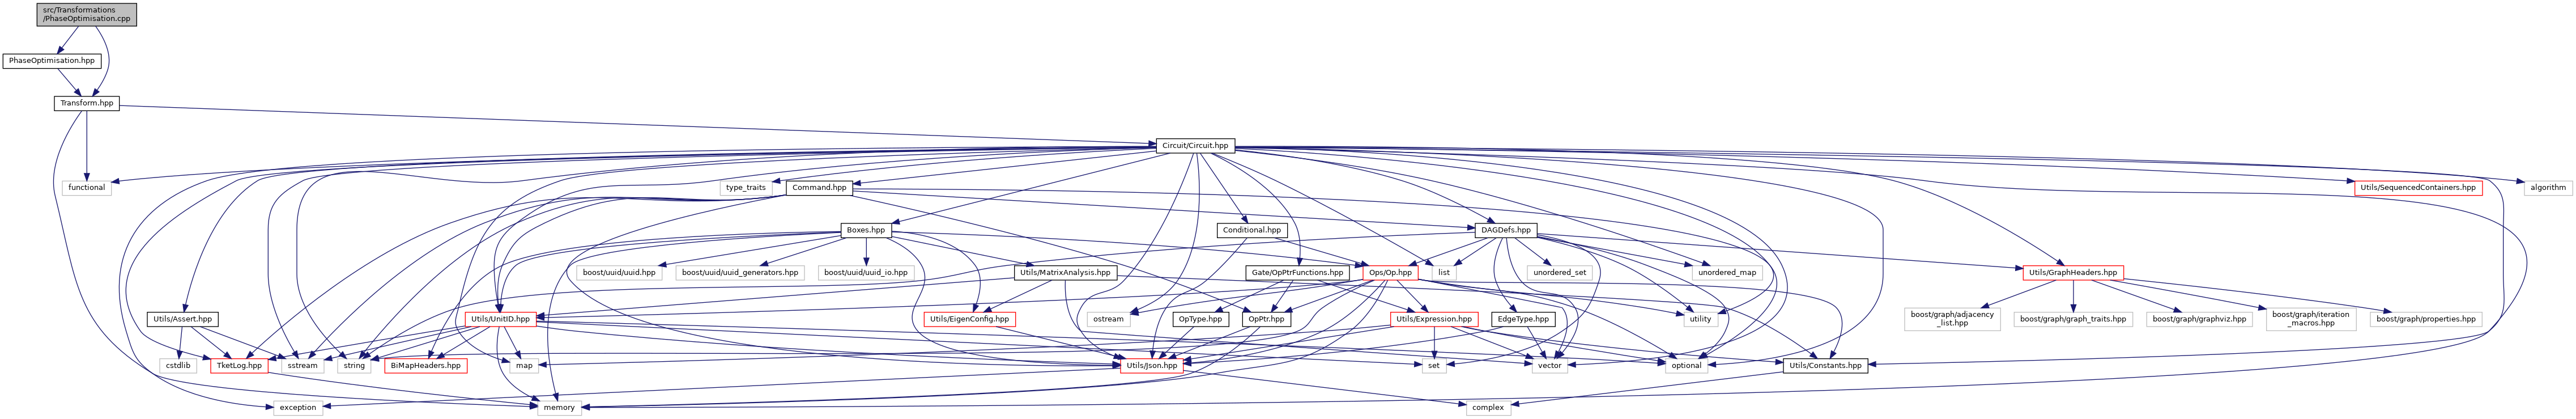 src/Transformations
/PhaseOptimisation.cpp
PhaseOptimisation.hpp
Transform.hpp
Circuit/Circuit.hpp
functional
type_traits
Command.hpp
Utils/SequencedContainers.hpp
algorithm
Boxes.hpp
Conditional.hpp
DAGDefs.hpp
boost/uuid/uuid.hpp
boost/uuid/uuid_generators.hpp
boost/uuid/uuid_io.hpp
Utils/MatrixAnalysis.hpp
Gate/OpPtrFunctions.hpp
Ops/Op.hpp
list
unordered_set
unordered_map
Utils/GraphHeaders.hpp
Utils/Assert.hpp
Utils/UnitID.hpp
Utils/EigenConfig.hpp
ostream
OpType.hpp
OpPtr.hpp
Utils/Expression.hpp
EdgeType.hpp
utility
boost/graph/adjacency
_list.hpp
boost/graph/graph_traits.hpp
boost/graph/graphviz.hpp
boost/graph/iteration
_macros.hpp
boost/graph/properties.hpp
cstdlib
TketLog.hpp
sstream
string
BiMapHeaders.hpp
map
Utils/Json.hpp
set
vector
optional
Utils/Constants.hpp
exception
memory
complex